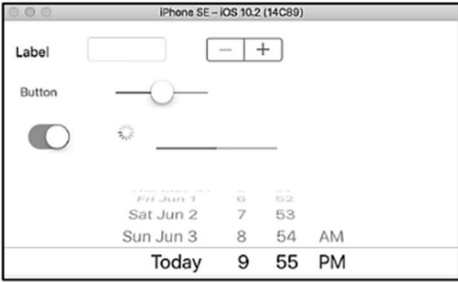 iPhone SE – iOS 10.2 (14C89)
Label
− +
Button
Fri Jun 1 6 52
Sat Jun 2 7 53
Sun Jun 3 8 54 AM
Today 9 55 PM